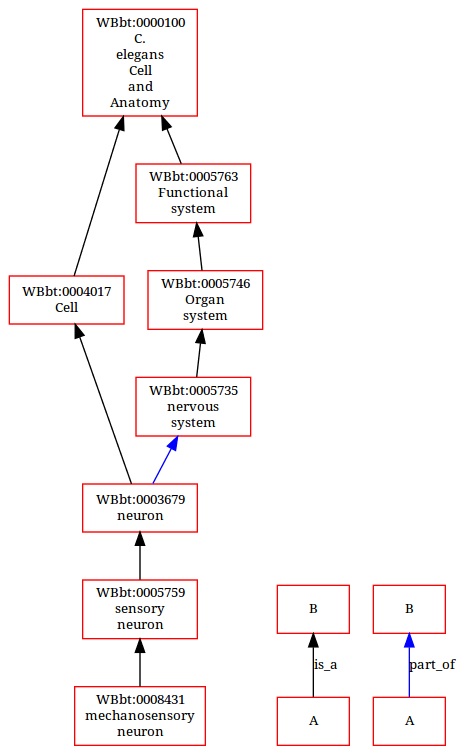 WBbt:0000100
C.
elegans
Cell
and
Anatomy
WBbt:0005763
Functional
system
WBbt:0004017
Cell
WBbt:0005746
Organ
system
WBbt:0005735
nervous
system
WBbt:0003679
neuron
WBbt:0005759
sensory
neuron
WBbt:0008431
mechanosensory
neuron
B
is_a
A
B
part_of
A